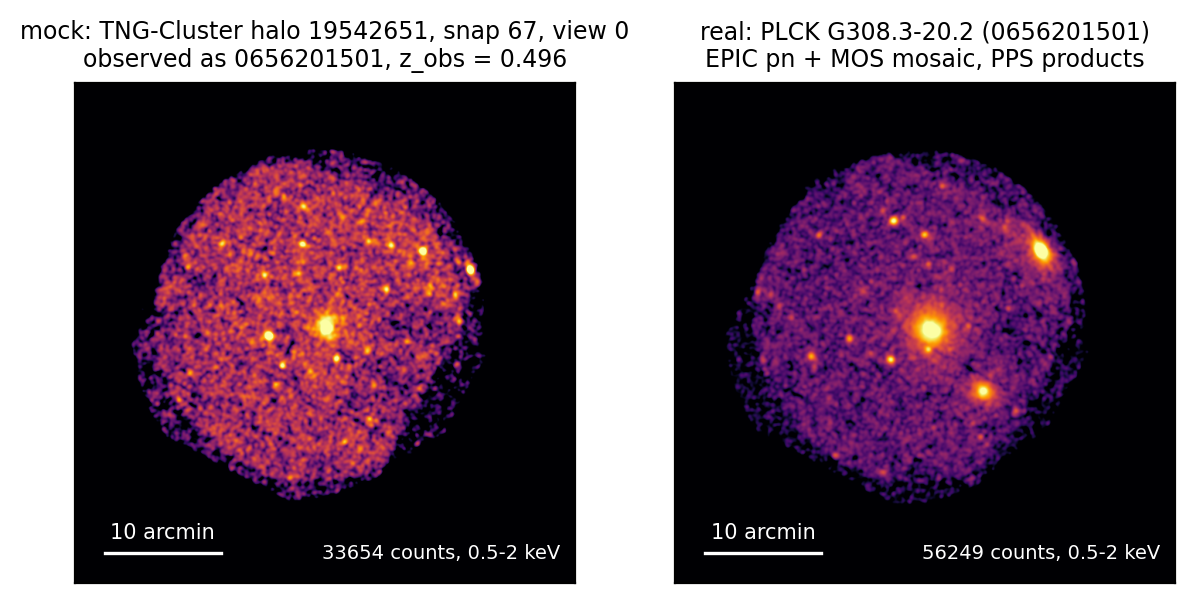 mock: TNG-Cluster halo 19542651, snap 67, view 0
observed as 0656201501, z_obs = 0.496
real: PLCK G308.3-20.2 (0656201501)
EPIC pn + MOS mosaic, PPS products
10 arcmin
33654 counts, 0.5-2 keV
10 arcmin
56249 counts, 0.5-2 keV